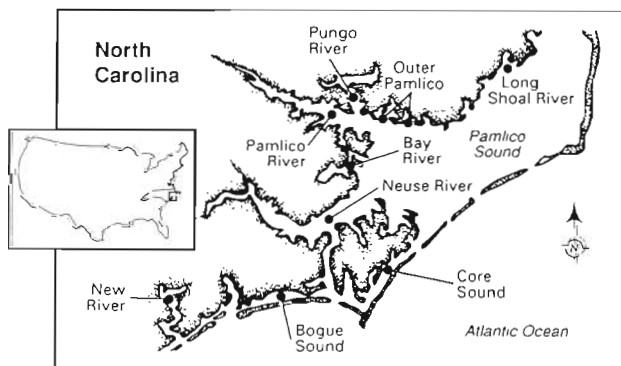 North
Carolina
Pungo
River
Outer
Pamlico
Long
Shoal River
Pamlico
River
Bay
River
Pamlico
Sound
Neuse River
N
New
River
Core
Sound
Bogue
Sound
Atlantic Ocean